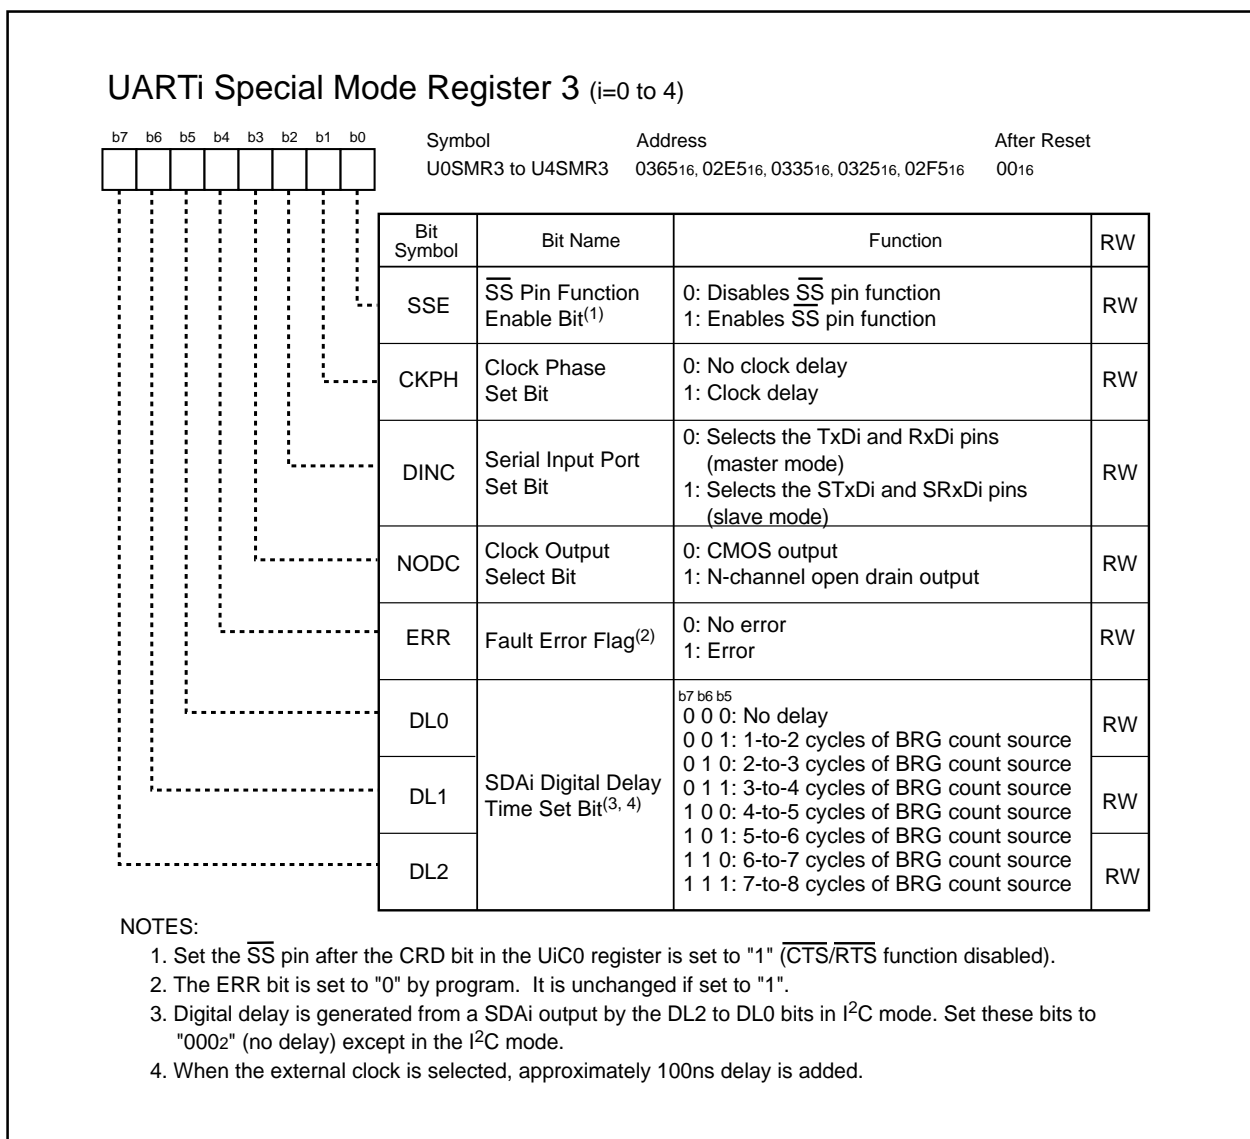 UARTi Special Mode Register 3 (i=0 to 4)
b7 b6 b5 b4 b3 b2 b1 b0
Symbol Address After Reset
U0SMR3 to U4SMR3 036516, 02E516, 033516, 032516, 02F516 0016
Bit Symbol Bit Name Function RW
SSE S̅S̅ Pin Function Enable Bit(1) RW
0: Disables S̅S̅ pin function
1: Enables S̅S̅ pin function
CKPH Clock Phase Set Bit RW
0: No clock delay
1: Clock delay
DINC Serial Input Port Set Bit RW
0: Selects the TxDi and RxDi pins
(master mode)
1: Selects the STxDi and SRxDi pins
(slave mode)
NODC Clock Output Select Bit RW
0: CMOS output
1: N-channel open drain output
ERR Fault Error Flag(2) RW
0: No error
1: Error
DL0 RW
DL1 RW
DL2 RW
SDAi Digital Delay
Time Set Bit(3, 4)
b7 b6 b5
0 0 0: No delay
0 0 1: 1-to-2 cycles of BRG count source
0 1 0: 2-to-3 cycles of BRG count source
0 1 1: 3-to-4 cycles of BRG count source
1 0 0: 4-to-5 cycles of BRG count source
1 0 1: 5-to-6 cycles of BRG count source
1 1 0: 6-to-7 cycles of BRG count source
1 1 1: 7-to-8 cycles of BRG count source
NOTES:
1. Set the S̅S̅ pin after the CRD bit in the UiC0 register is set to "1" (C̅T̅S̅/R̅T̅S̅ function disabled).
2. The ERR bit is set to "0" by program. It is unchanged if set to "1".
3. Digital delay is generated from a SDAi output by the DL2 to DL0 bits in I2C mode. Set these bits to
"0002" (no delay) except in the I2C mode.
4. When the external clock is selected, approximately 100ns delay is added.